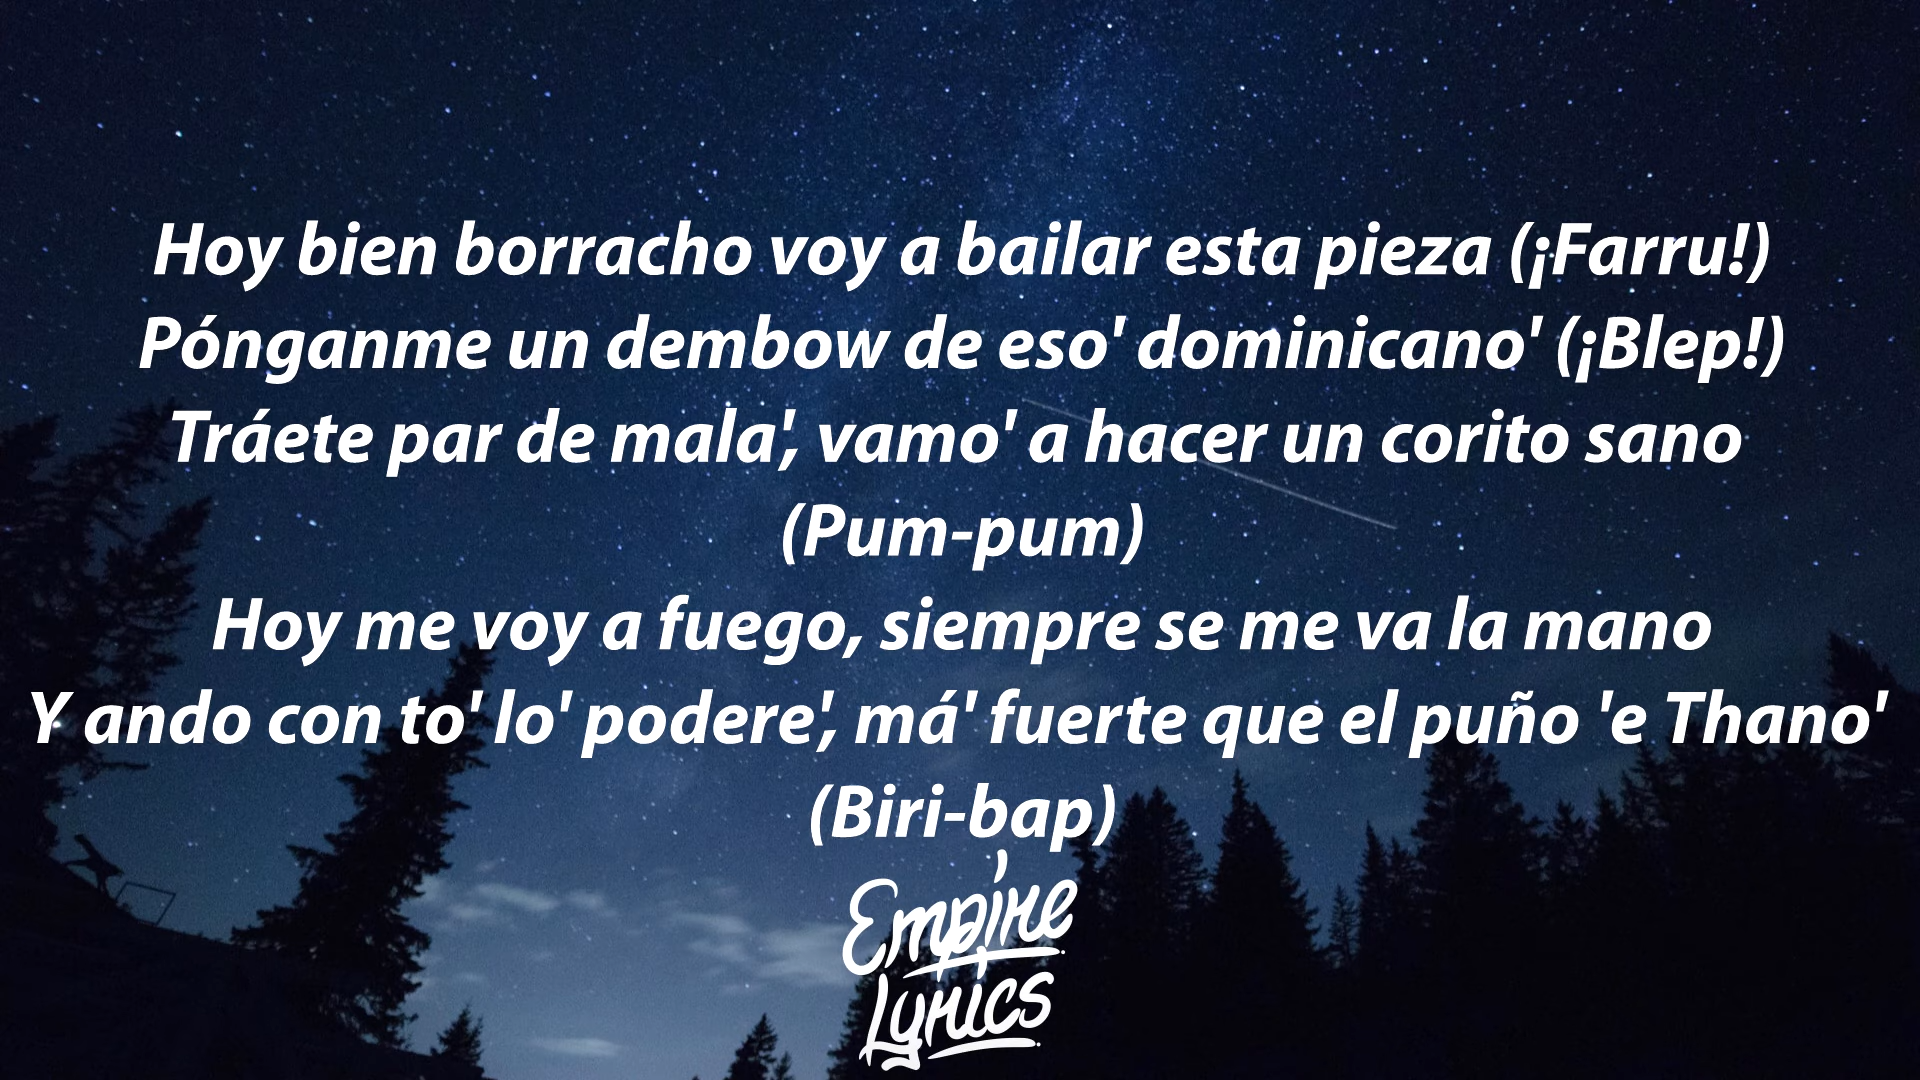 Hoy bien borracho voy a bailar esta pieza (¡Farru!)
Pónganme un dembow de eso' dominicano' (¡Blep!)
Tráete par de mala', vamo' a hacer un corito sano
(Pum-pum)
Hoy me voy a fuego, siempre se me va la mano
Y ando con to' lo' podere', má' fuerte que el puño 'e Thano'
(Biri-bap)
Empire
Lyrics